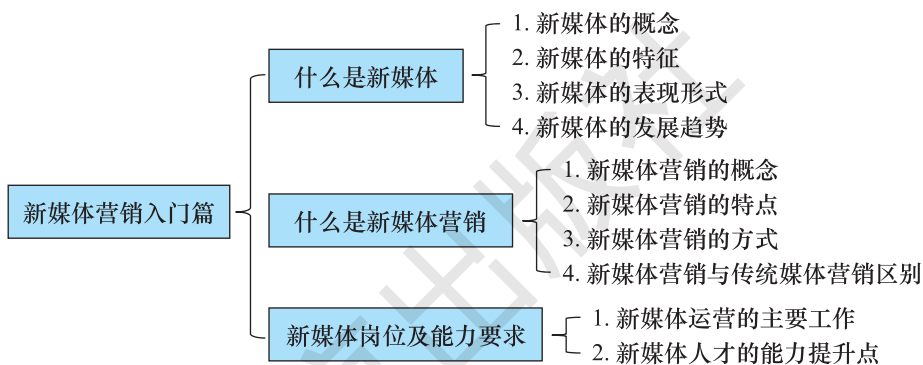 新媒体营销入门篇
什么是新媒体
1. 新媒体的概念
2. 新媒体的特征
3. 新媒体的表现形式
4. 新媒体的发展趋势
什么是新媒体营销
1. 新媒体营销的概念
2. 新媒体营销的特点
3. 新媒体营销的方式
4. 新媒体营销与传统媒体营销区别
新媒体岗位及能力要求
1. 新媒体运营的主要工作
2. 新媒体人才的能力提升点